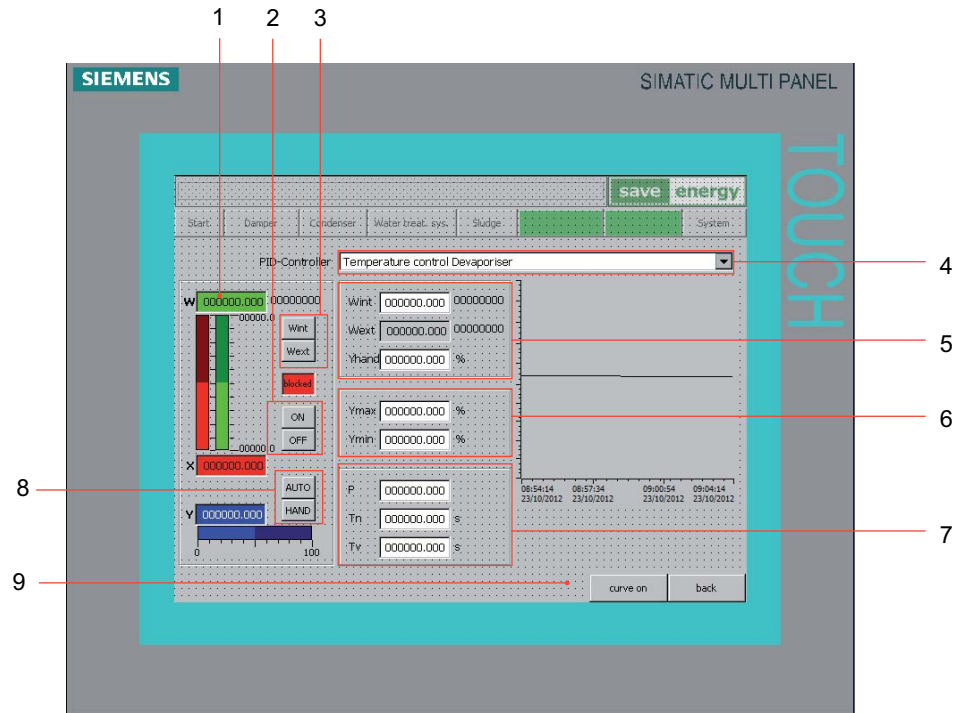 1 2 3
SIEMENS
SIMATIC MULTI PANEL
TOUCH
save energy
Start Damper Condenser Water treat. sys. Sludge System
PID-Controller Temperature control Devaporiser
4
W 000000.000 00000000
00000.0
Wint
Wext
blocked
ON
OFF
00000.0
X 000000.000
8
AUTO
HAND
Y 000000.000
0 100
Wint 000000.000 00000000
Wext 000000.000 00000000
Yhand 000000.000 %
5
Ymax 000000.000 %
Ymin 000000.000 %
6
P 000000.000
Tn 000000.000 s
Tv 000000.000 s
7
08:54:14 08:57:34 09:00:54 09:04:14
23/10/2012 23/10/2012 23/10/2012 23/10/2012
9
curve on back